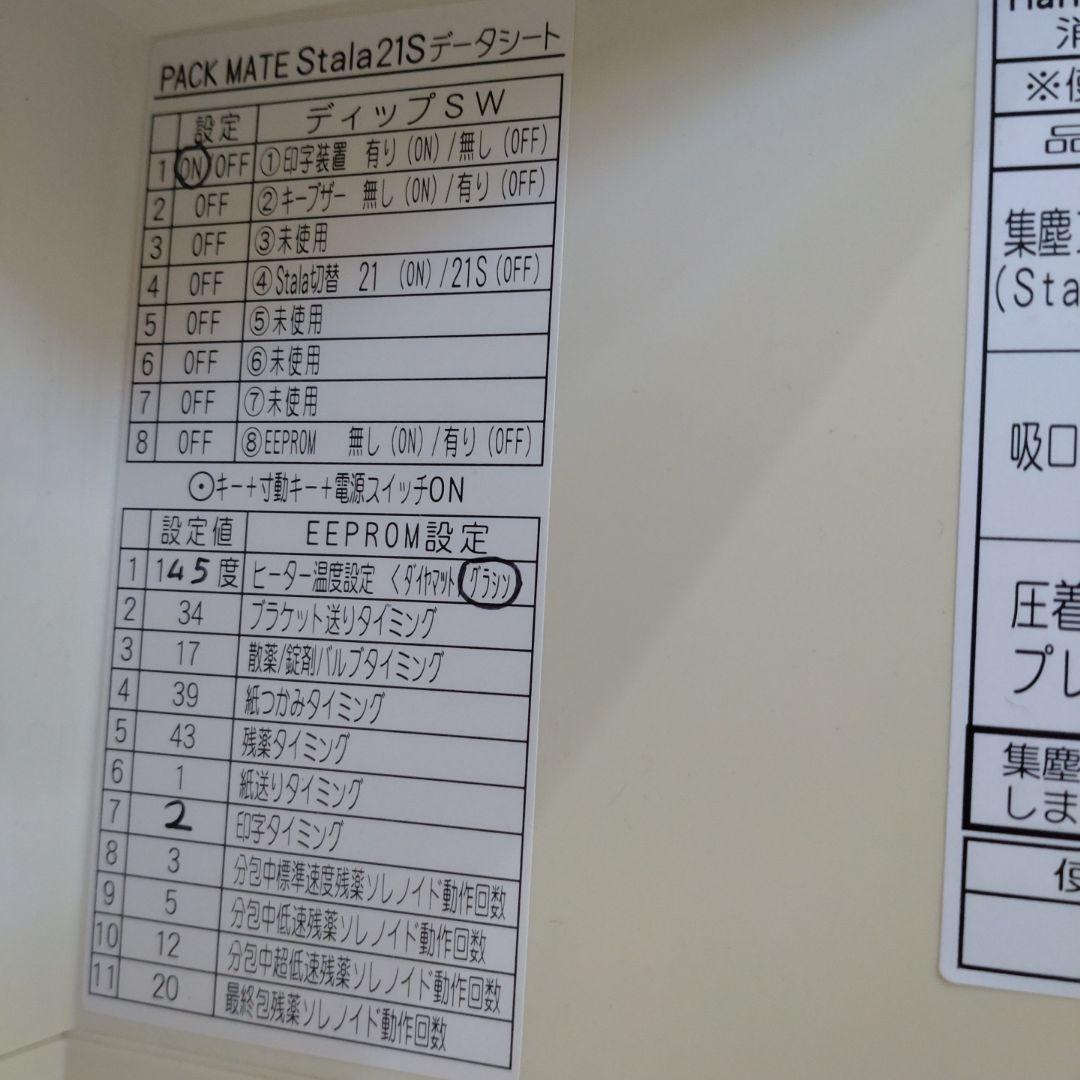 PACK MATE Stala21Sデータシート
設定 ディップSW
1 ON OFF ①印字装置 有り (ON)/無し (OFF)
2 OFF ②キーブザー 無し (ON)/有り (OFF)
3 OFF ③未使用
4 OFF ④Stala切替 21 (ON)/21S(OFF)
5 OFF ⑤未使用
6 OFF ⑥未使用
7 OFF ⑦未使用
8 OFF ⑧EEPROM 無し (ON)/有り (OFF)
⊙キー+寸動キー+電源スイッチON
設定値 EEPROM設定
1 145度 ヒーター温度設定 <ダイヤマット グラシン
2 34 ブラケット送りタイミング
3 17 散薬/錠剤バルブタイミング
4 39 紙つかみタイミング
5 43 残薬タイミング
6 1 紙送りタイミング
7 2 印字タイミング
8 3 分包中標準速度残薬ソレノイド動作回数
9 5 分包中低速残薬ソレノイド動作回数
10 12 分包中超低速残薬ソレノイド動作回数
11 20 最終包残薬ソレノイド動作回数
消
※使
品
集塵
(Sta
吸口
圧着
プレ
集塵
しま
使